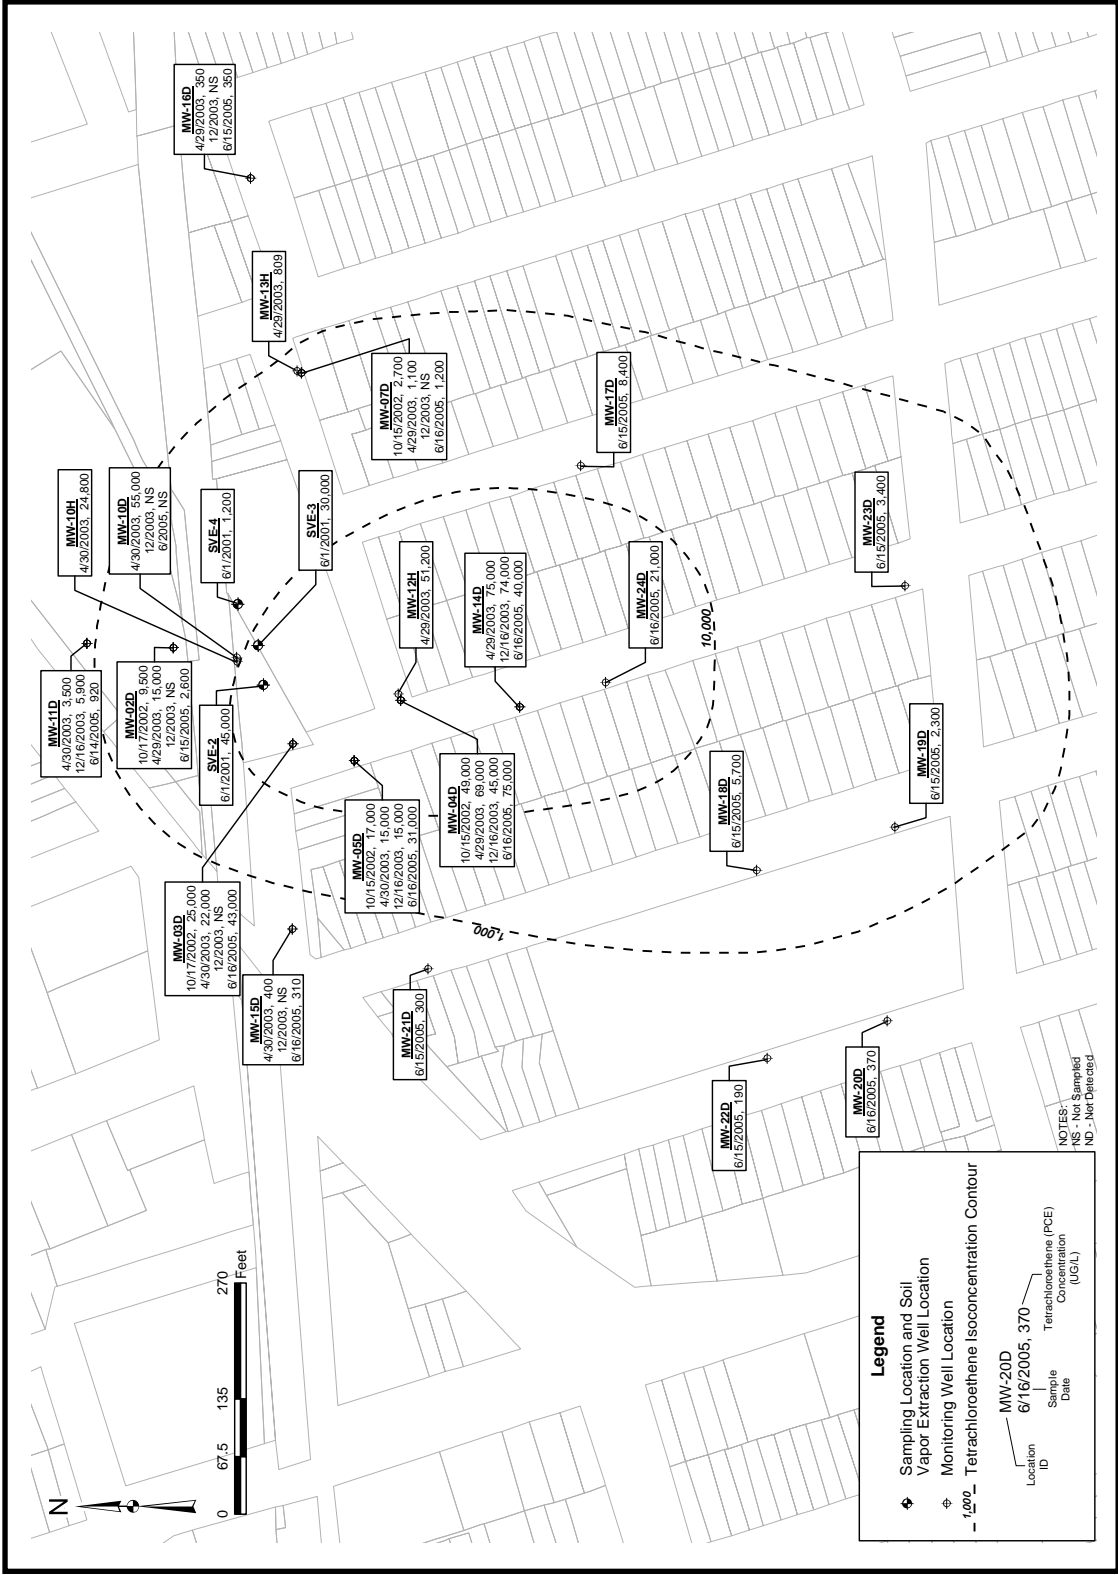 MW-16D
4/29/2003, 350
12/2003, NS
6/15/2005, 350
MW-13H
4/29/2003, 809
MW-07D
10/15/2002, 2,700
4/29/2003, 1,100
12/2003, NS
6/16/2005, 1,200
MW-17D
6/15/2005, 8,400
MW-10H
4/30/2003, 24,800
MW-10D
4/30/2003, 55,000
12/2003, NS
6/2005, NS
SVE-4
6/1/2001, 1,200
SVE-3
6/1/2001, 30,000
MW-11D
4/30/2003, 3,500
12/16/2003, 5,900
6/14/2005, 920
MW-02D
10/17/2002, 9,500
4/29/2003, 15,000
12/2003, NS
6/15/2005, 2,600
SVE-2
6/1/2001, 45,000
MW-12H
4/29/2003, 51,200
MW-14D
4/29/2003, 75,000
12/16/2003, 74,000
6/16/2005, 40,000
MW-24D
6/16/2005, 21,000
10,000
MW-23D
6/15/2005, 3,400
MW-03D
10/17/2002, 25,000
4/30/2003, 22,000
12/2003, NS
6/16/2005, 43,000
MW-05D
10/15/2002, 17,000
4/30/2003, 15,000
12/16/2003, 15,000
6/16/2005, 31,000
MW-04D
10/15/2002, 49,000
4/29/2003, 69,000
12/16/2003, 45,000
6/16/2005, 75,000
MW-18D
6/15/2005, 5,700
MW-19D
6/15/2005, 2,300
MW-15D
4/30/2003, 400
12/2003, NS
6/16/2005, 310
1,000
MW-21D
6/15/2005, 300
MW-22D
6/15/2005, 190
MW-20D
6/16/2005, 370
N
0 67.5 135 270
Feet
NOTES:
NS - Not Sampled
ND - Not Detected
Legend
Sampling Location and Soil
Vapor Extraction Well Location
Monitoring Well Location
1,000 Tetrachloroethene Isoconcentration Contour
MW-20D
6/16/2005, 370
Location
ID
Sample
Date
Tetrachloroethene (PCE)
Concentration
(UG/L)